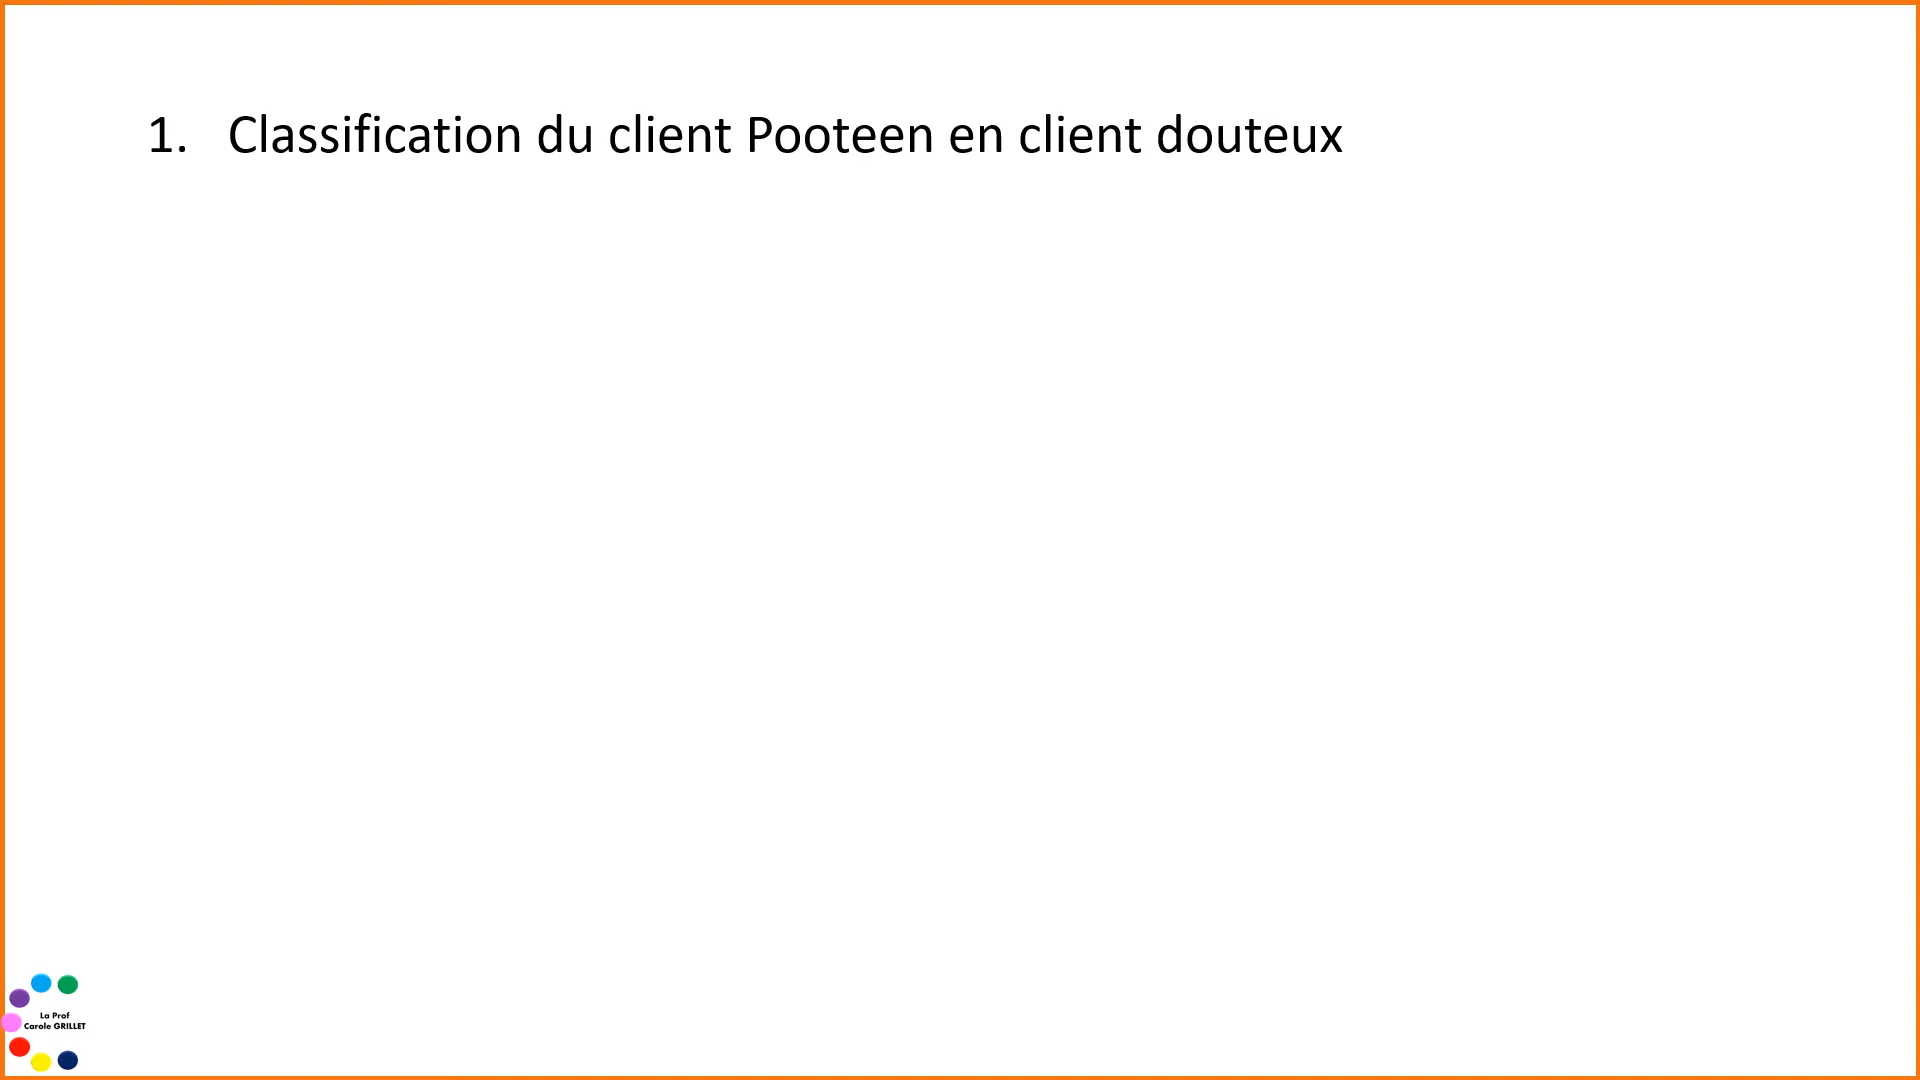 1. Classification du client Pooteen en client douteux
La Prof
Carole GRILLET